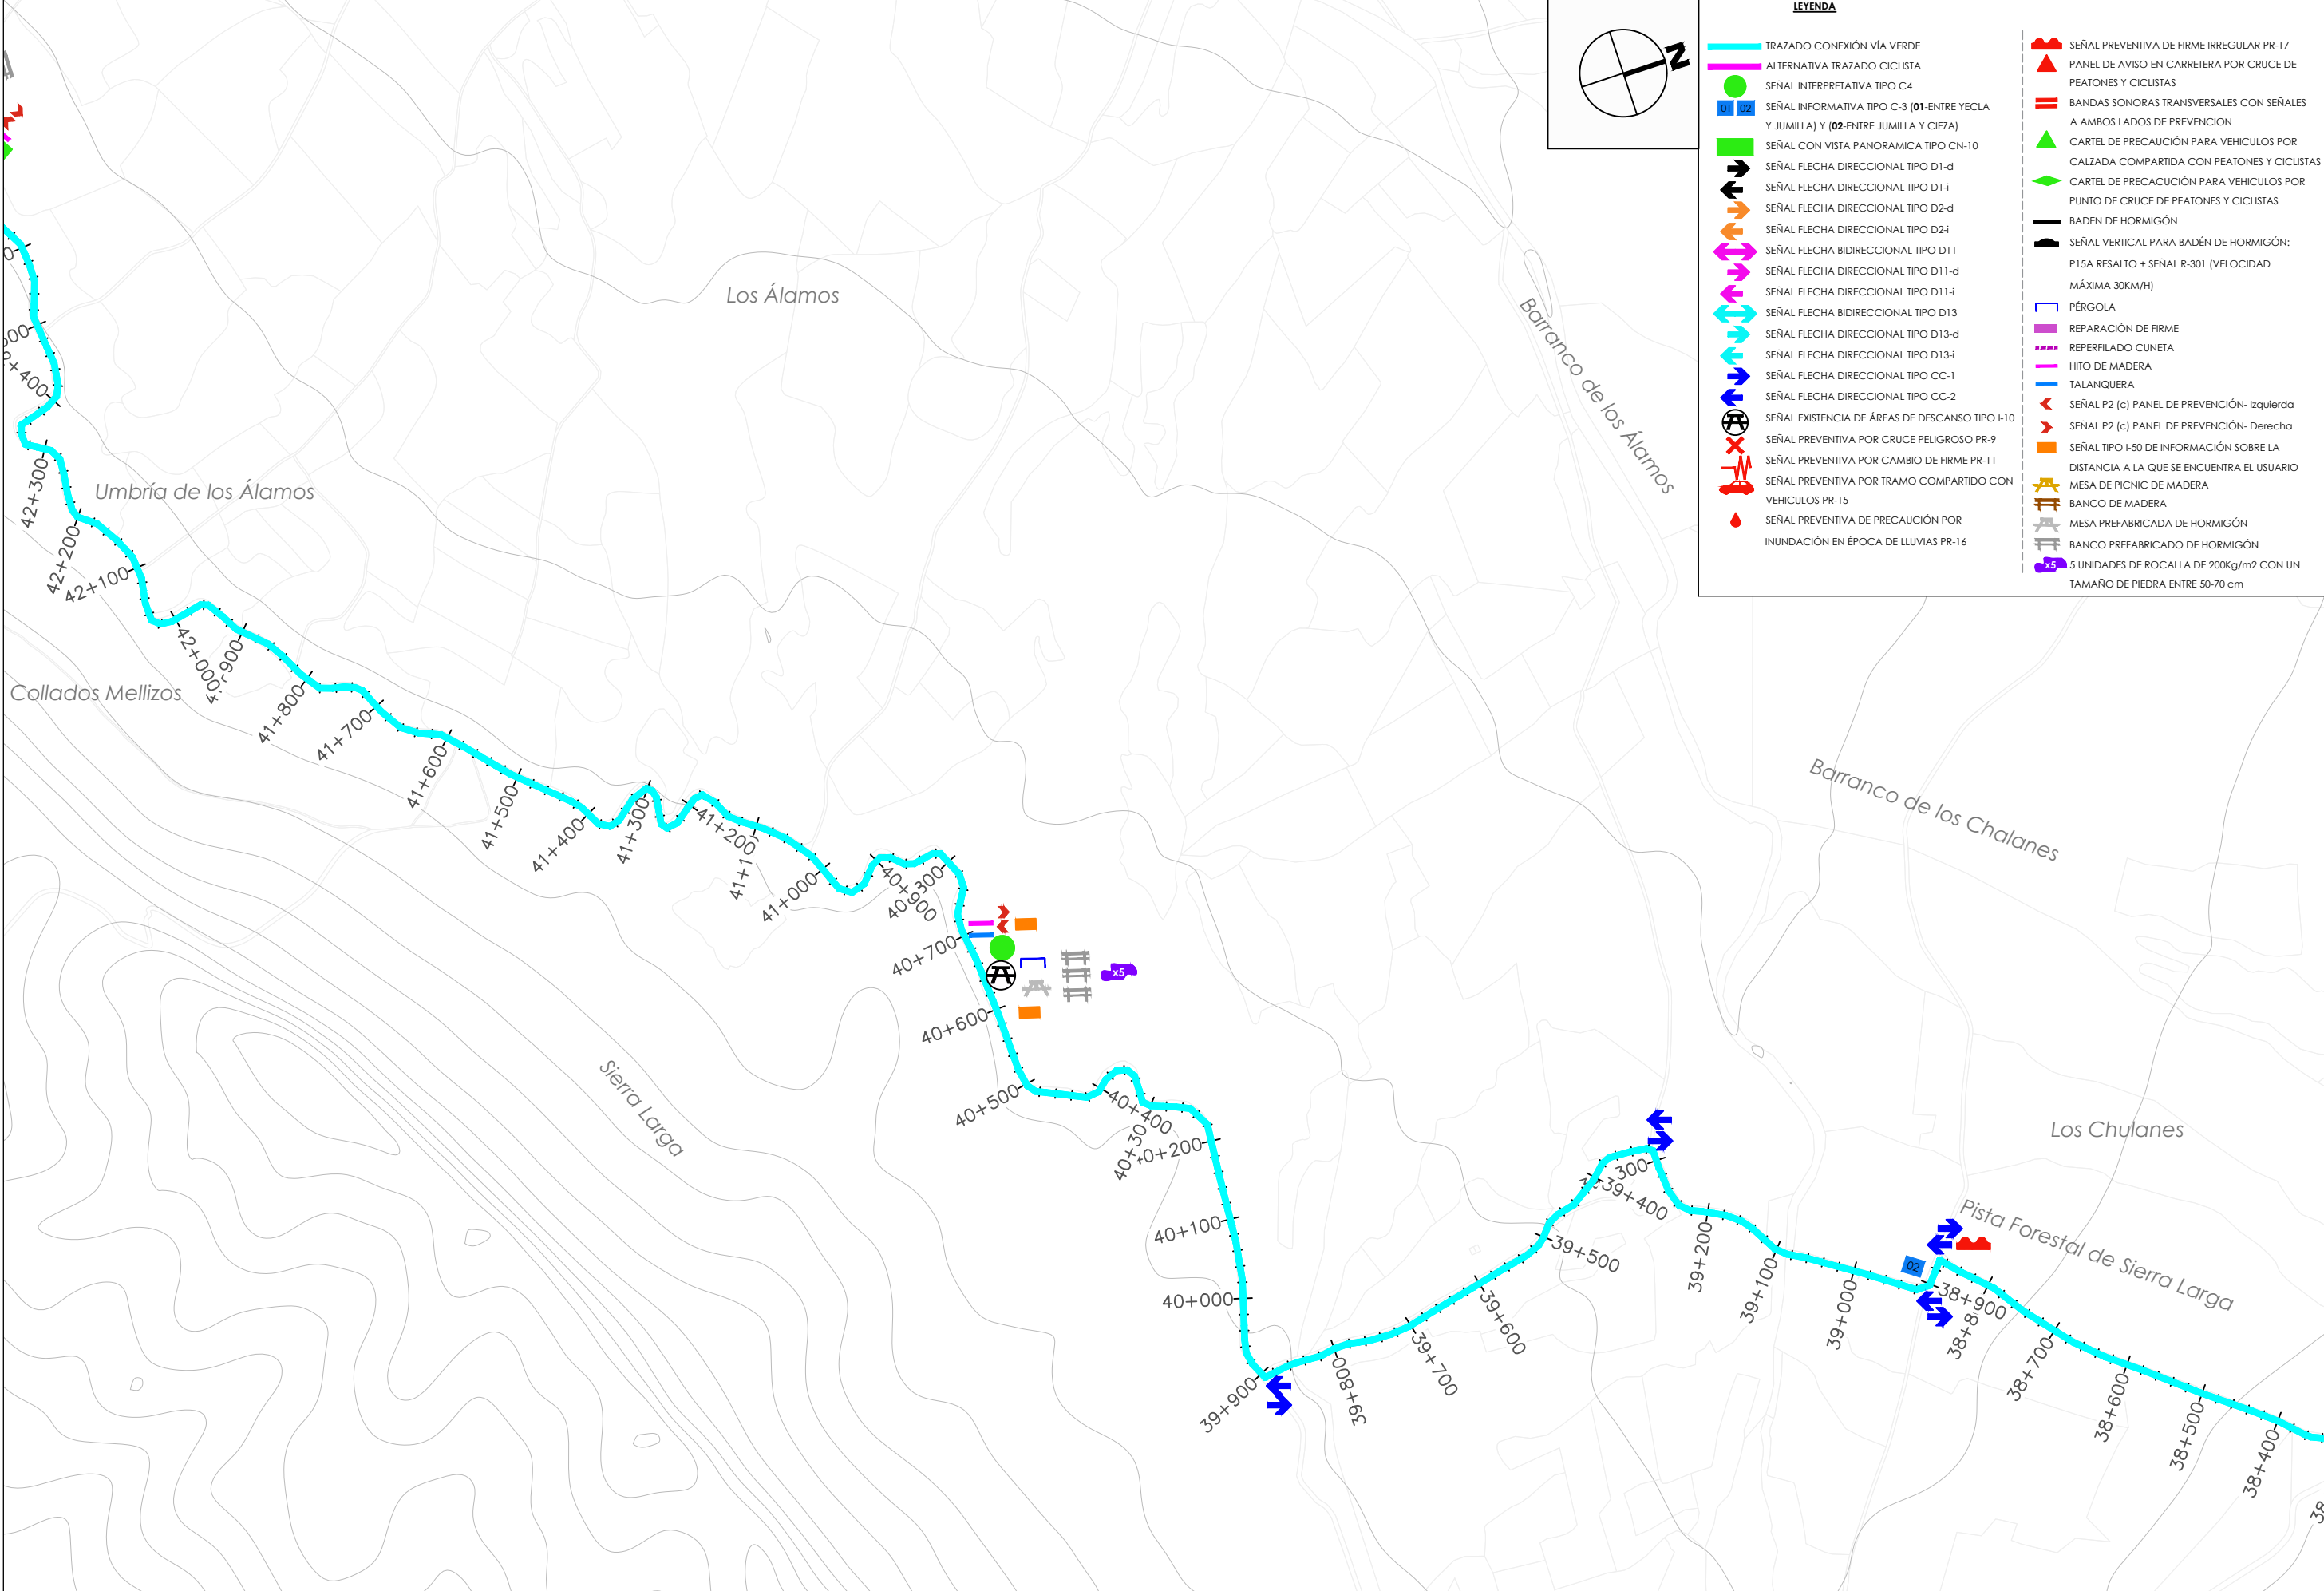 LEYENDA
TRAZADO CONEXIÓN VÍA VERDE
ALTERNATIVA TRAZADO CICLISTA
SEÑAL INTERPRETATIVA TIPO C4
01 02
SEÑAL INFORMATIVA TIPO C-3 (01-ENTRE YECLA
Y JUMILLA) Y (02-ENTRE JUMILLA Y CIEZA)
SEÑAL CON VISTA PANORAMICA TIPO CN-10
SEÑAL FLECHA DIRECCIONAL TIPO D1-d
SEÑAL FLECHA DIRECCIONAL TIPO D1-i
SEÑAL FLECHA DIRECCIONAL TIPO D2-d
SEÑAL FLECHA DIRECCIONAL TIPO D2-i
SEÑAL FLECHA BIDIRECCIONAL TIPO D11
SEÑAL FLECHA DIRECCIONAL TIPO D11-d
SEÑAL FLECHA DIRECCIONAL TIPO D11-i
SEÑAL FLECHA BIDIRECCIONAL TIPO D13
SEÑAL FLECHA DIRECCIONAL TIPO D13-d
SEÑAL FLECHA DIRECCIONAL TIPO D13-i
SEÑAL FLECHA DIRECCIONAL TIPO CC-1
SEÑAL FLECHA DIRECCIONAL TIPO CC-2
SEÑAL EXISTENCIA DE ÁREAS DE DESCANSO TIPO I-10
SEÑAL PREVENTIVA POR CRUCE PELIGROSO PR-9
SEÑAL PREVENTIVA POR CAMBIO DE FIRME PR-11
SEÑAL PREVENTIVA POR TRAMO COMPARTIDO CON
VEHICULOS PR-15
SEÑAL PREVENTIVA DE PRECAUCIÓN POR
INUNDACIÓN EN ÉPOCA DE LLUVIAS PR-16
SEÑAL PREVENTIVA DE FIRME IRREGULAR PR-17
PANEL DE AVISO EN CARRETERA POR CRUCE DE
PEATONES Y CICLISTAS
BANDAS SONORAS TRANSVERSALES CON SEÑALES
A AMBOS LADOS DE PREVENCION
CARTEL DE PRECAUCIÓN PARA VEHICULOS POR
CALZADA COMPARTIDA CON PEATONES Y CICLISTAS
CARTEL DE PRECACUCIÓN PARA VEHICULOS POR
PUNTO DE CRUCE DE PEATONES Y CICLISTAS
BADEN DE HORMIGÓN
SEÑAL VERTICAL PARA BADÉN DE HORMIGÓN:
P15A RESALTO + SEÑAL R-301 (VELOCIDAD
MÁXIMA 30KM/H)
PÉRGOLA
REPARACIÓN DE FIRME
REPERFILADO CUNETA
HITO DE MADERA
TALANQUERA
SEÑAL P2 (c) PANEL DE PREVENCIÓN- Izquierda
SEÑAL P2 (c) PANEL DE PREVENCIÓN- Derecha
SEÑAL TIPO I-50 DE INFORMACIÓN SOBRE LA
DISTANCIA A LA QUE SE ENCUENTRA EL USUARIO
MESA DE PICNIC DE MADERA
BANCO DE MADERA
MESA PREFABRICADA DE HORMIGÓN
BANCO PREFABRICADO DE HORMIGÓN
x5
5 UNIDADES DE ROCALLA DE 200Kg/m2 CON UN
TAMAÑO DE PIEDRA ENTRE 50-70 cm
N
Los Álamos
Barranco de los Álamos
Umbría de los Álamos
Collados Mellizos
Barranco de los Chalanes
Sierra Larga
Los Chulanes
Pista Forestal de Sierra Larga
42+300
42+200
42+100
42+000
41+800
41+700
41+600
41+500
41+400
41+300
41+200
41+1
41+000
40+900
40+700
40+600
40+500
40+400
40+30
40+100
40+000
39+900
39+800
39+700
39+600
39+500
39+400
300
39+200
39+100
39+000
38+900
38+8
38+700
38+600
38+500
38+400
02
x5